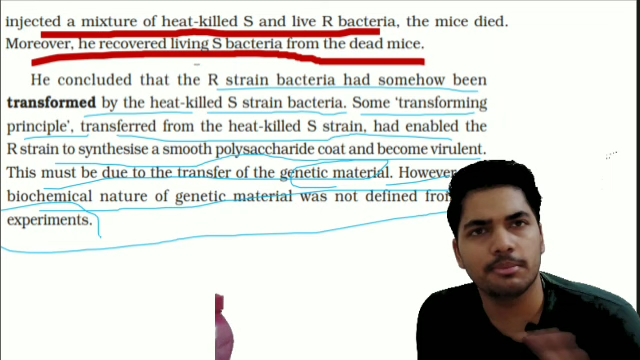 injected a mixture of heat-killed S and live R bacteria, the mice died.
Moreover, he recovered living S bacteria from the dead mice.
He concluded that the R strain bacteria had somehow been
transformed by the heat-killed S strain bacteria. Some ‘transforming
principle’, transferred from the heat-killed S strain, had enabled the
R strain to synthesise a smooth polysaccharide coat and become virulent.
This must be due to the transfer of the genetic material. However,
biochemical nature of genetic material was not defined
experiments.